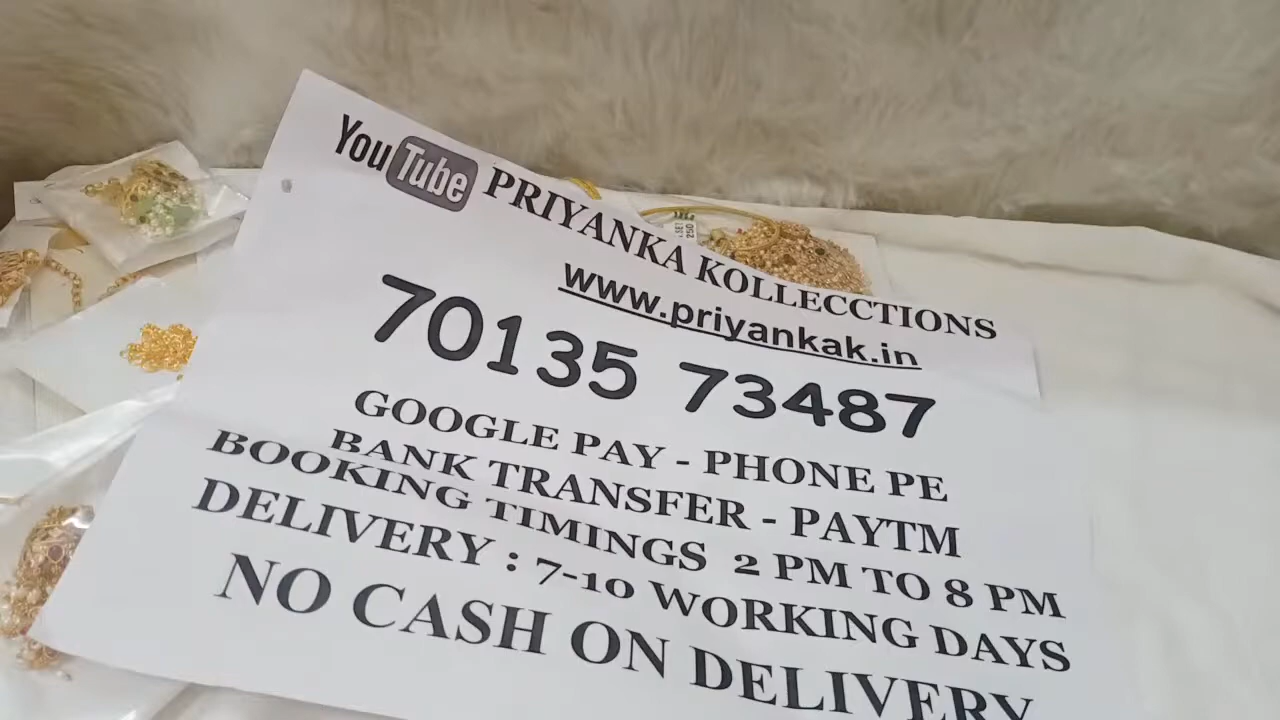 YouTube PRIYANKA KOLLECCTIONS
www.priyankak.in
70135 73487
GOOGLE PAY - PHONE PE
BANK TRANSFER - PAYTM
BOOKING TIMINGS 2 PM TO 8 PM
DELIVERY : 7-10 WORKING DAYS
NO CASH ON DELIVERY